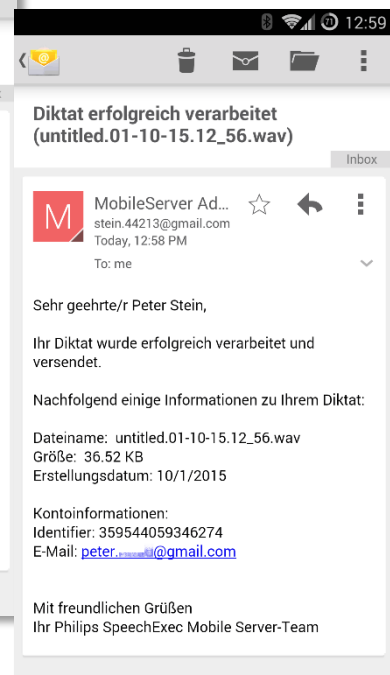 71 12:59
Diktat erfolgreich verarbeitet
(untitled.01-10-15.12_56.wav)
Inbox
M
MobileServer Ad...
stein.44213@gmail.com
Today, 12:58 PM
To: me
Sehr geehrte/r Peter Stein,
Ihr Diktat wurde erfolgreich verarbeitet und
versendet.
Nachfolgend einige Informationen zu Ihrem Diktat:
Dateiname: untitled.01-10-15.12_56.wav
Größe: 36.52 KB
Erstellungsdatum: 10/1/2015
Kontoinformationen:
Identifier: 359544059346274
E-Mail: peter. @gmail.com
Mit freundlichen Grüßen
Ihr Philips SpeechExec Mobile Server-Team